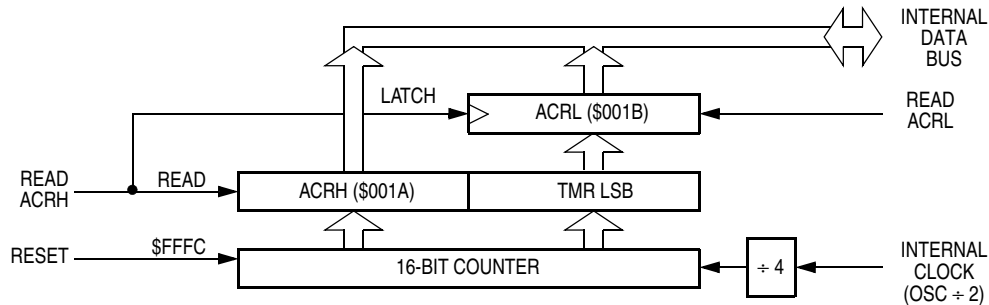 INTERNAL
DATA
BUS
LATCH
ACRL ($001B)
READ
ACRL
READ
ACRH
READ
ACRH ($001A)
TMR LSB
RESET
$FFFC
16-BIT COUNTER
÷ 4
INTERNAL
CLOCK
(OSC ÷ 2)